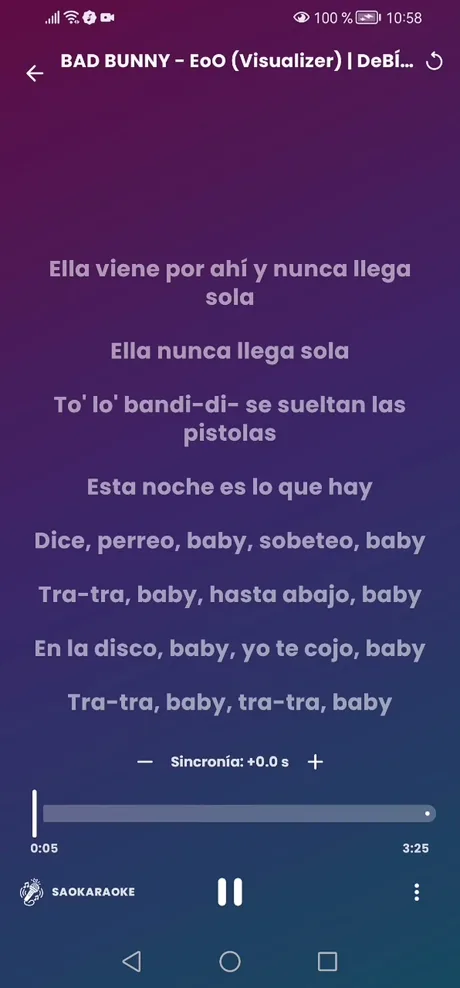 100 % 10:58
BAD BUNNY - EoO (Visualizer) | DeBÍ...
Ella viene por ahí y nunca llega
sola
Ella nunca llega sola
To' lo' bandi-di- se sueltan las
pistolas
Esta noche es lo que hay
Dice, perreo, baby, sobeteo, baby
Tra-tra, baby, hasta abajo, baby
En la disco, baby, yo te cojo, baby
Tra-tra, baby, tra-tra, baby
— Sincronía: +0.0 s +
0:05 3:25
SAOKARAOKE